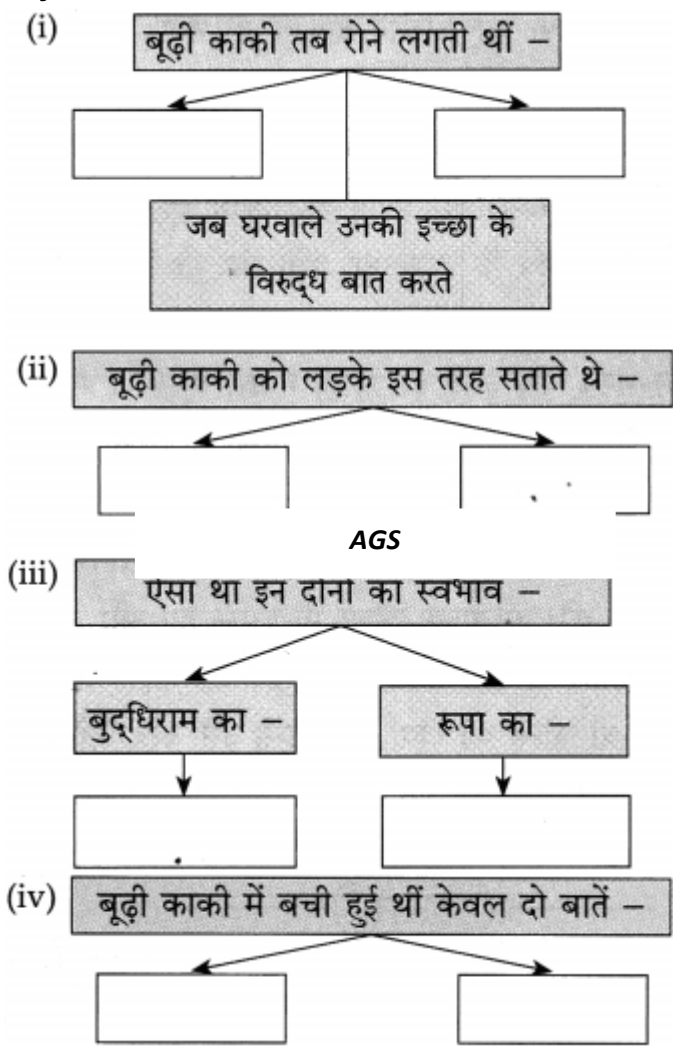 (i) बूढ़ी काकी तब रोने लगती थीं –
जब घरवाले उनकी इच्छा के
विरुद्ध बात करते
(ii) बूढ़ी काकी को लड़के इस तरह सताते थे –
AGS
(iii) ऐसा था इन दोनों का स्वभाव –
बुद्धिराम का – रूपा का –
(iv) बूढ़ी काकी में बची हुई थीं केवल दो बातें –